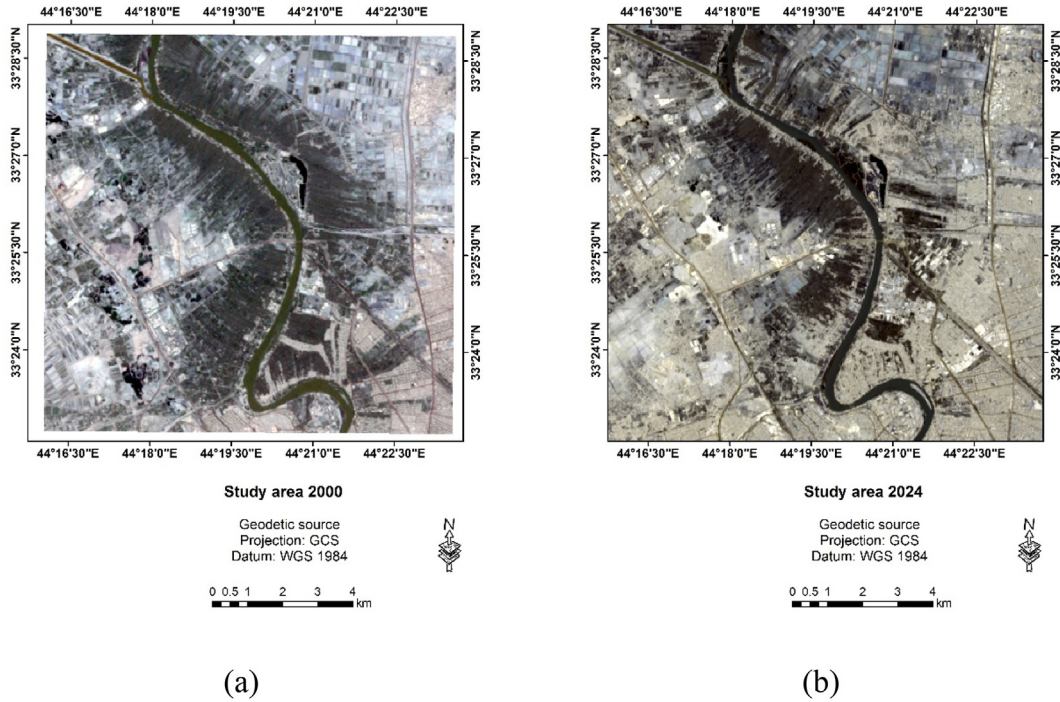 44°16'30"E 44°18'0"E 44°19'30"E 44°21'0"E 44°22'30"E
33°28'30"N
33°27'0"N
33°25'30"N
33°24'0"N
33°28'30"N
33°27'0"N
33°25'30"N
33°24'0"N
44°16'30"E 44°18'0"E 44°19'30"E 44°21'0"E 44°22'30"E
Study area 2000
Geodetic source
Projection: GCS
Datum: WGS 1984
N
0 0.5 1 2 3 4
km
(a)
44°16'30"E 44°18'0"E 44°19'30"E 44°21'0"E 44°22'30"E
33°28'30"N
33°27'0"N
33°25'30"N
33°24'0"N
33°28'30"N
33°27'0"N
33°25'30"N
33°24'0"N
44°16'30"E 44°18'0"E 44°19'30"E 44°21'0"E 44°22'30"E
Study area 2024
Geodetic source
Projection: GCS
Datum: WGS 1984
N
0 0.5 1 2 3 4
km
(b)